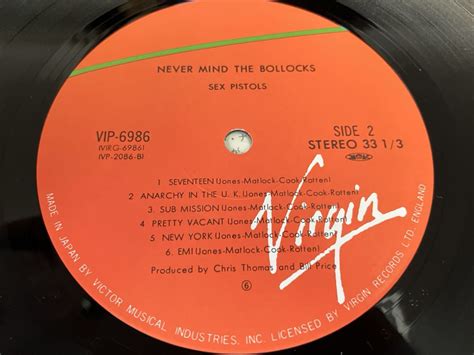 NEVER MIND THE BOLLOCKS
SEX PISTOLS
VIP-6986
(VIRG-6986)
(VP-2086-B)
SIDE 2
STEREO 33 1/3
1 SEVENTEEN (Jones-Matlock-Cook-Rotten)
2 ANARCHY IN THE U.K. (Jones-Matlock-Cook-Rotten)
3 SUB MISSION (Jones-Matlock-Cook-Rotten)
4 PRETTY VACANT (Jones-Matlock-Cook-Rotten)
5 NEW YORK (Jones-Matlock-Cook-Rotten)
6 EMI (Jones-Matlock-Cook-Rotten)
Produced by Chris Thomas and Bill Price
6
Virgin
MADE IN JAPAN BY VICTOR MUSICAL INDUSTRIES, INC. LICENSED BY VIRGIN RECORDS LTD. ENGLAND